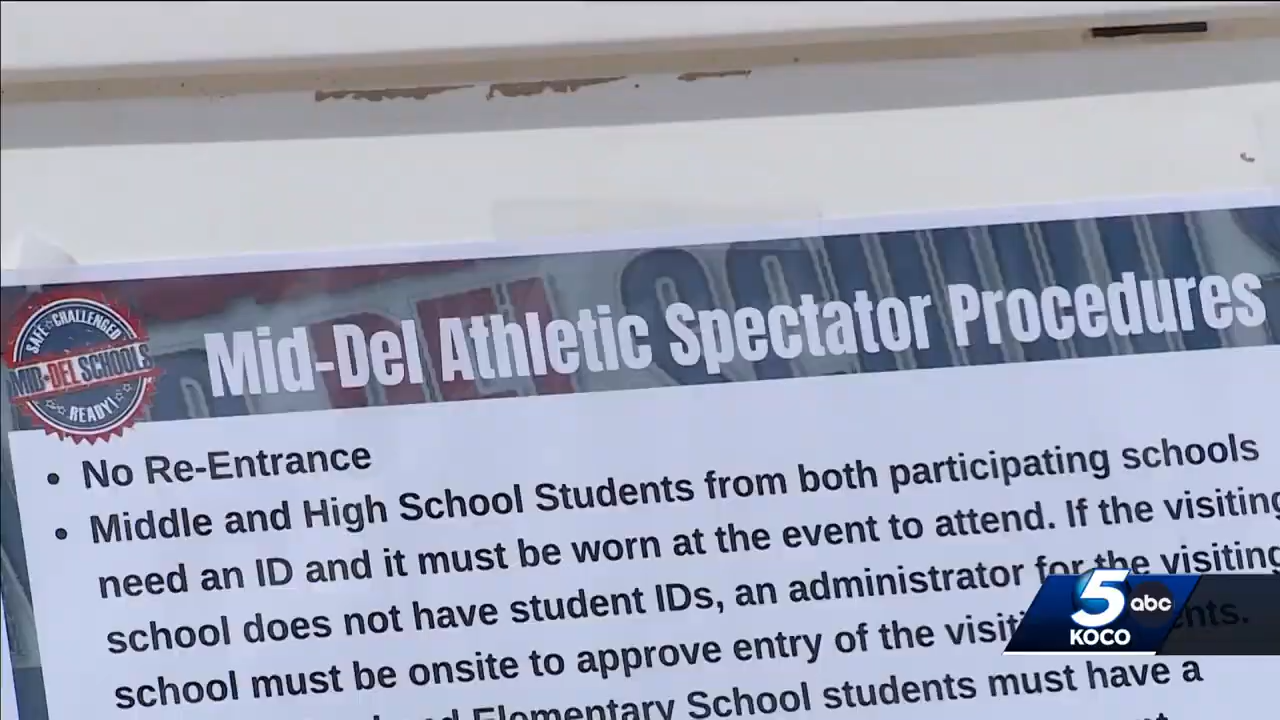 SAFE ☆ CHALLENGED
MID-DEL SCHOOLS
READY!
Mid-Del Athletic Spectator Procedures
• No Re-Entrance
• Middle and High School Students from both participating schools
need an ID and it must be worn at the event to attend. If the visiting
school does not have student IDs, an administrator for the visiting
school must be onsite to approve entry of the
Elementary School students must have a
5 abc
KOCO